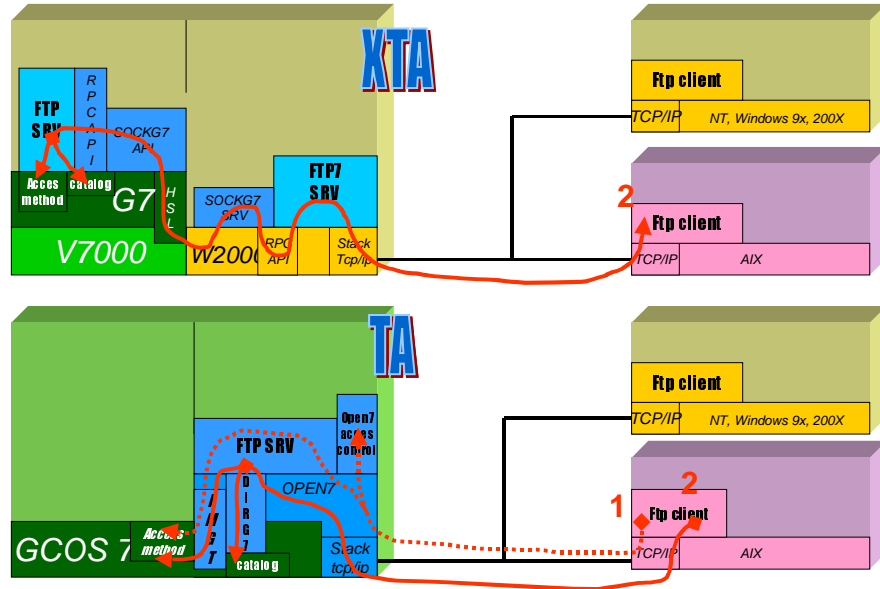 XTA
FTP
SRV
R
P
C
A
P
I
SOCKG7
API
Acces
method
catalog
G7
H
S
L
V7000
SOCKG7
SRV
FTP7
SRV
W2000
RPC
API
Stack
Tcp/ip
Ftp client
TCP/IP
NT, Windows 9x, 200X
2
Ftp client
TCP/IP
AIX
TA
FTP SRV
Open7
acces
control
OPEN7
D
I
R
G
7
M
G
T
GCOS 7
Access
method
catalog
Stack
tcp/ip
Ftp client
TCP/IP
NT, Windows 9x, 200X
1
2
Ftp client
TCP/IP
AIX